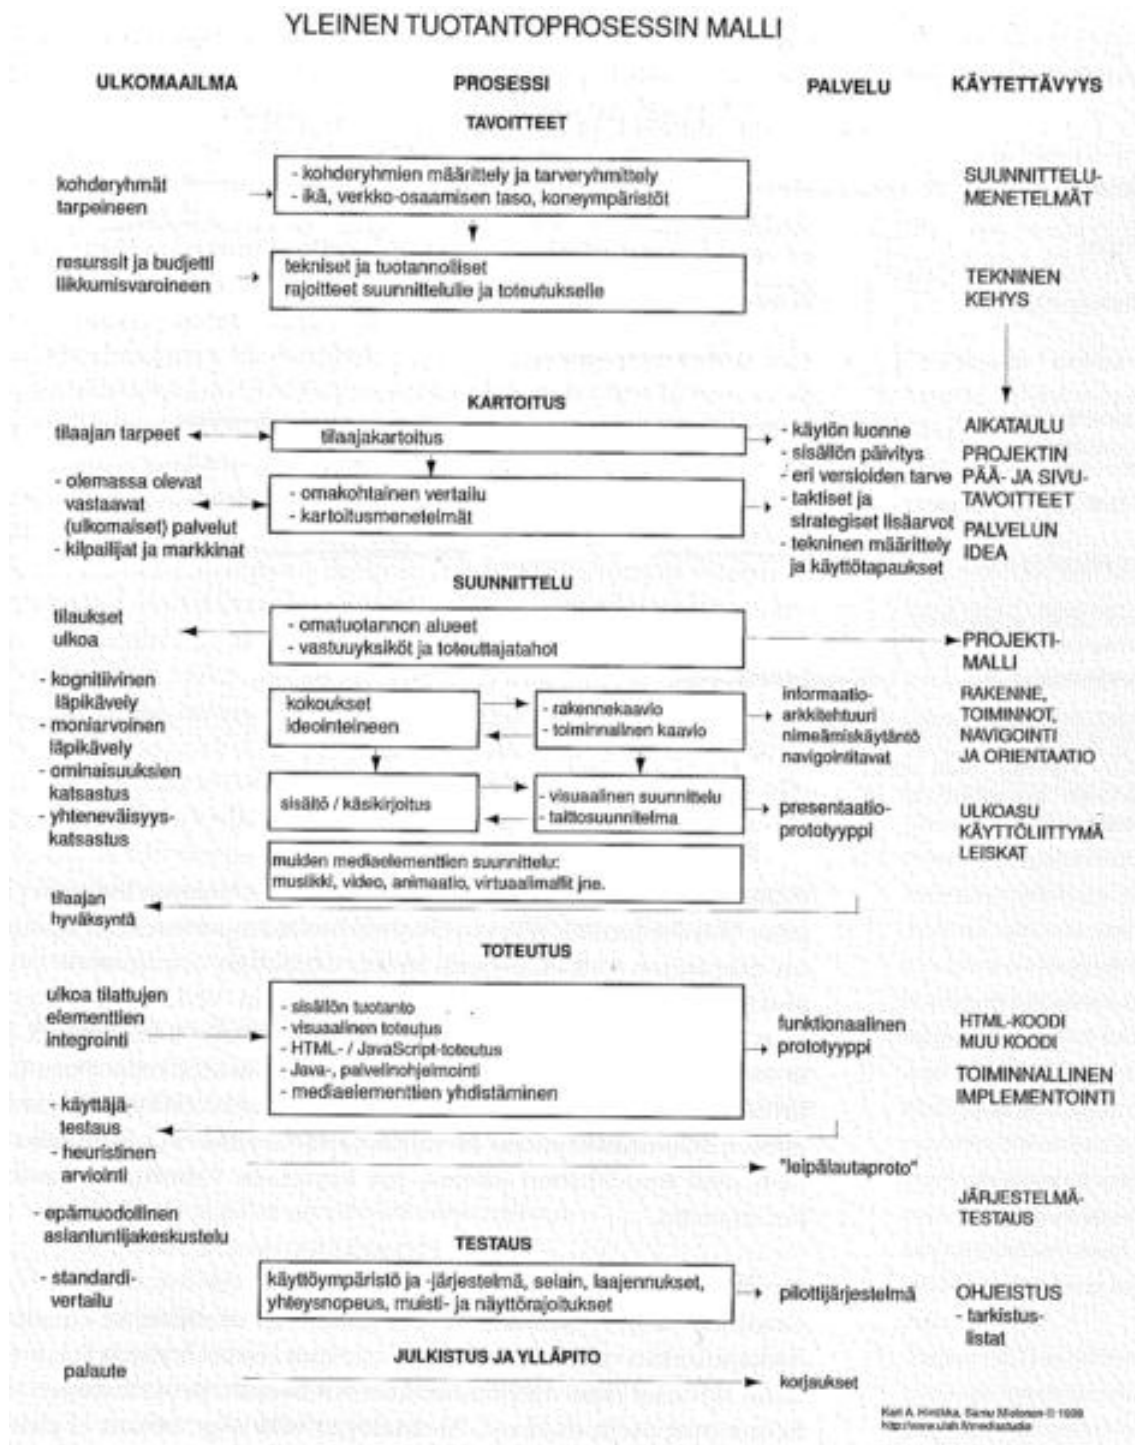 YLEINEN TUOTANTOPROSESSIN MALLI
ULKOMAAILMA
PROSESSI
PALVELU
KÄYTETTÄVYYS
TAVOITTEET
kohderyhmät
tarpeineen
- kohderyhmien määrittely ja tarveryhmittely
- ikä, verkko-osaamisen taso, koneympäristöt
SUUNNITTELU-
MENETELMÄT
resurssit ja budjetti
liikkumisvaroineen
tekniset ja tuotannolliset
rajoitteet suunnittelulle ja toteutukselle
TEKNINEN
KEHYS
KARTOITUS
tilaajan tarpeet
tilaajakartoitus
- olemassa olevat
vastaavat
(ulkomaiset) palvelut
- kilpailijat ja markkinat
- omakohtainen vertailu
- kartoitusmenetelmät
- käytön luonne
- sisällön päivitys
- eri versioiden tarve
- taktiset ja
strategiset lisäarvot
- tekninen määrittely
ja käyttötapaukset
AIKATAULU
PROJEKTIN
PÄÄ- JA SIVU-
TAVOITTEET
PALVELUN
IDEA
SUUNNITTELU
tilaukset
ulkoa
- omatuotannon alueet
- vastuuyksiköt ja toteuttajatahot
PROJEKTI-
MALLI
- kognitiivinen
läpikävely
- moniarvoinen
läpikävely
- ominaisuuksien
katsastus
- yhteneväisyys-
katsastus
kokoukset
ideointeineen
- rakennekaavio
- toiminnallinen kaavio
informaatio-
arkkitehtuuri
nimeämiskäytäntö
navigointitavat
RAKENNE,
TOIMINNOT,
NAVIGOINTI
JA ORIENTAATIO
sisältö / käsikirjoitus
- visuaalinen suunnittelu
- taittosuunnitelma
presentaatio-
prototyyppi
ULKOASU
KÄYTTÖLIITTYMÄ
LEISKAT
muiden mediaelementtien suunnittelu:
musiikki, video, animaatio, virtuaalimallit jne.
tilaajan
hyväksyntä
TOTEUTUS
ulkoa tilattujen
elementtien
integrointi
- sisällön tuotanto
- visuaalinen toteutus
- HTML- / JavaScript-toteutus
- Java-, palvelinohjelmointi
- mediaelementtien yhdistäminen
funktionaalinen
prototyyppi
HTML-KOODI
MUU KOODI
TOIMINNALLINEN
IMPLEMENTOINTI
- käyttäjä-
testaus
- heuristinen
arviointi
"leipälautaproto"
- epämuodollinen
asiantuntijakeskustelu
JÄRJESTELMÄ-
TESTAUS
TESTAUS
- standardi-
vertailu
käyttöympäristö ja -järjestelmä, selain, laajennukset,
yhteysnopeus, muisti- ja näyttörajoitukset
pilottijärjestelmä
OHJEISTUS
- tarkistus-
listat
JULKISTUS JA YLLÄPITO
palaute
korjaukset
Kari A. Hintikka, Samu Mielonen ©